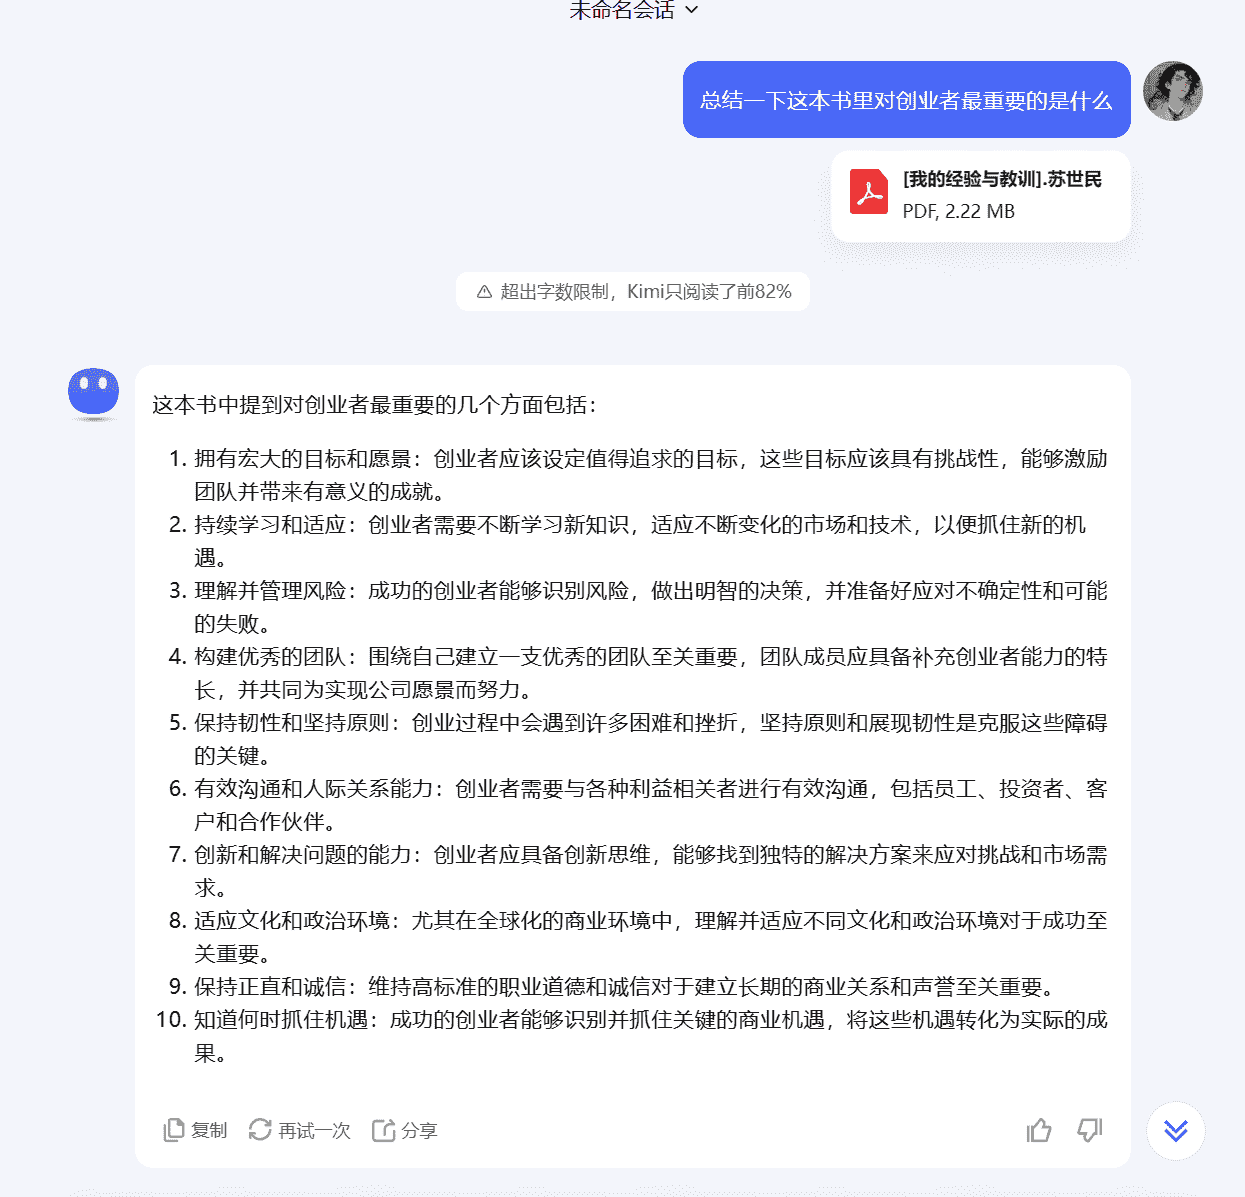 未命名会话
总结一下这本书里对创业者最重要的是什么
[我的经验与教训].苏世民
PDF, 2.22 MB
超出字数限制，Kimi只阅读了前82%
这本书中提到对创业者最重要的几个方面包括：
1. 拥有宏大的目标和愿景：创业者应该设定值得追求的目标，这些目标应该具有挑战性，能够激励
团队并带来有意义的成就。
2. 持续学习和适应：创业者需要不断学习新知识，适应不断变化的市场和技术，以便抓住新的机
遇。
3. 理解并管理风险：成功的创业者能够识别风险，做出明智的决策，并准备好应对不确定性和可能
的失败。
4. 构建优秀的团队：围绕自己建立一支优秀的团队至关重要，团队成员应具备补充创业者能力的特
长，并共同为实现公司愿景而努力。
5. 保持韧性和坚持原则：创业过程中会遇到许多困难和挫折，坚持原则和展现韧性是克服这些障碍
的关键。
6. 有效沟通和人际关系能力：创业者需要与各种利益相关者进行有效沟通，包括员工、投资者、客
户和合作伙伴。
7. 创新和解决问题的能力：创业者应具备创新思维，能够找到独特的解决方案来应对挑战和市场需
求。
8. 适应文化和政治环境：尤其在全球化的商业环境中，理解并适应不同文化和政治环境对于成功至
关重要。
9. 保持正直和诚信：维持高标准的职业道德和诚信对于建立长期的商业关系和声誉至关重要。
10. 知道何时抓住机遇：成功的创业者能够识别并抓住关键的商业机遇，将这些机遇转化为实际的成
果。
复制 再试一次 分享